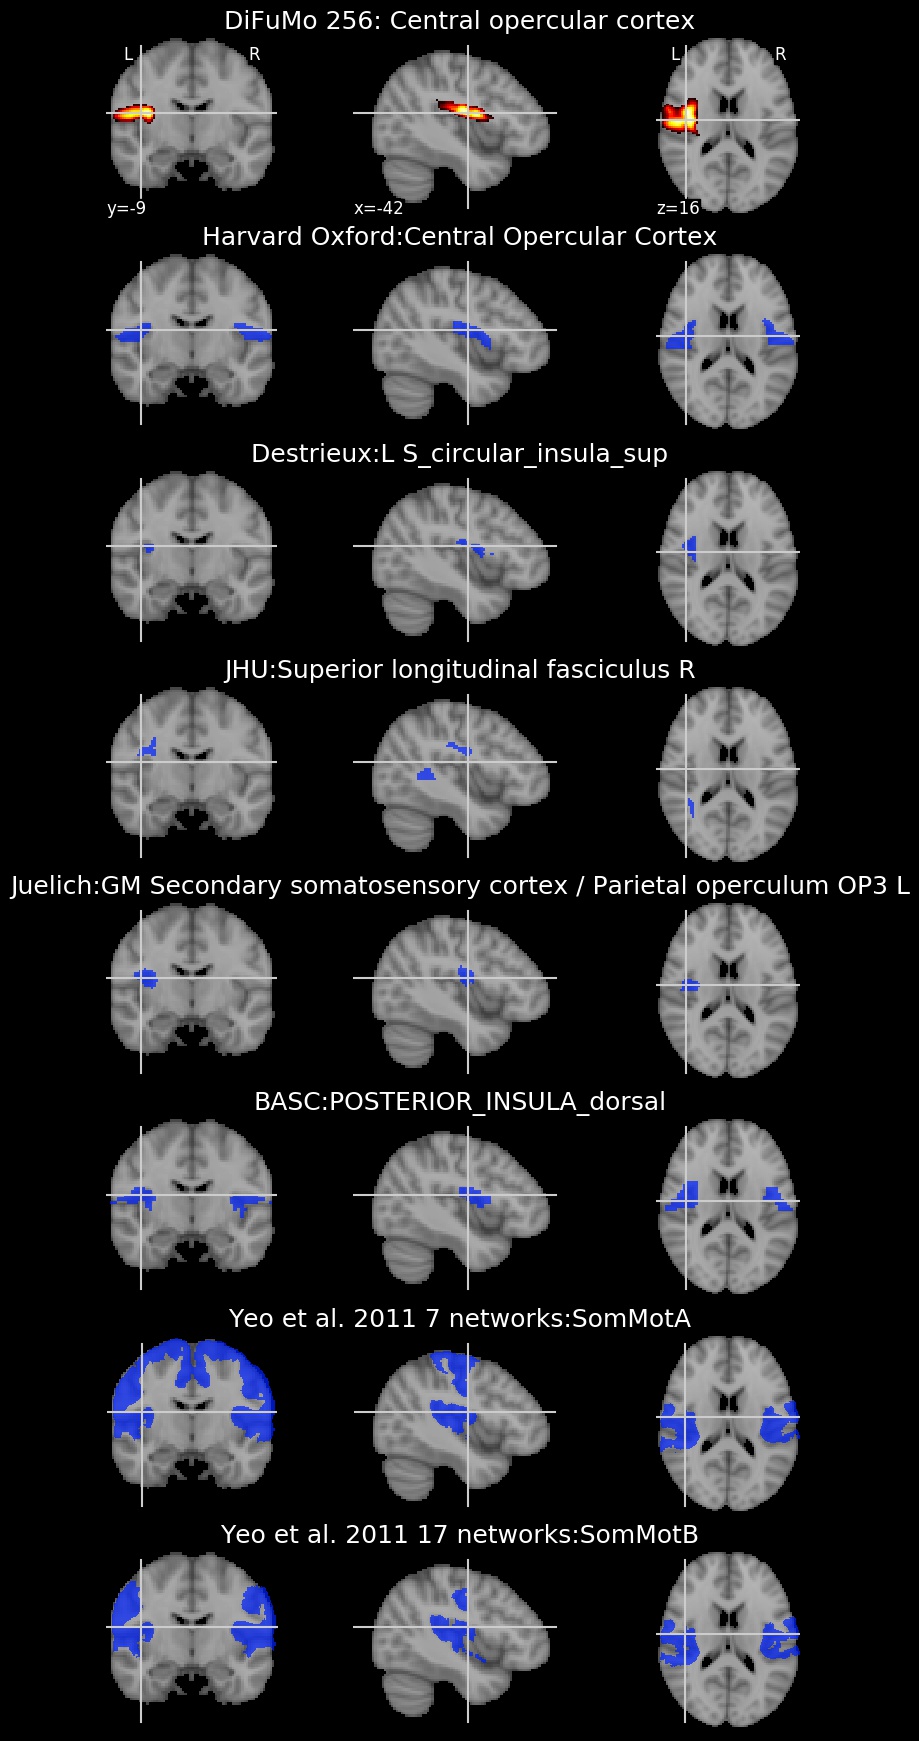 DiFuMo 256: Central opercular cortex
L R L R
y=-9 x=-42 z=16
Harvard Oxford:Central Opercular Cortex
Destrieux:L S_circular_insula_sup
JHU:Superior longitudinal fasciculus R
Juelich:GM Secondary somatosensory cortex / Parietal operculum OP3 L
BASC:POSTERIOR_INSULA_dorsal
Yeo et al. 2011 7 networks:SomMotA
Yeo et al. 2011 17 networks:SomMotB